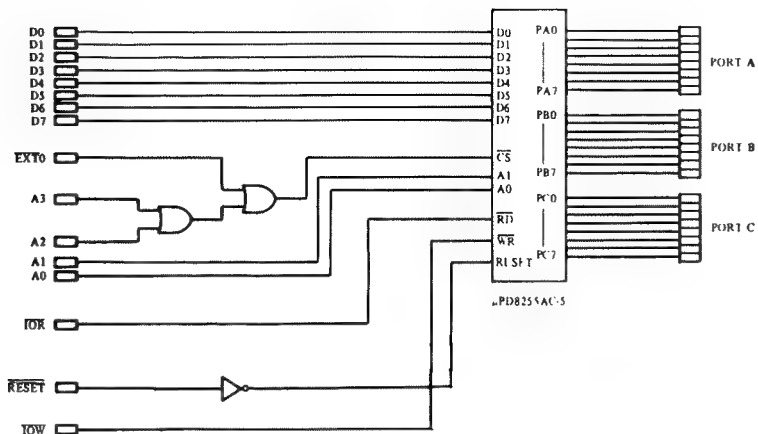 D0
D1
D2
D3
D4
D5
D6
D7
EXT0
A3
A2
A1
A0
IOR
RESET
IOW
D0
D1
D2
D3
D4
D5
D6
D7
CS
A1
A0
RD
WR
RESET
PA0
PA7
PB0
PB7
PC0
PC7
μPD8255AC-5
PORT A
PORT B
PORT C